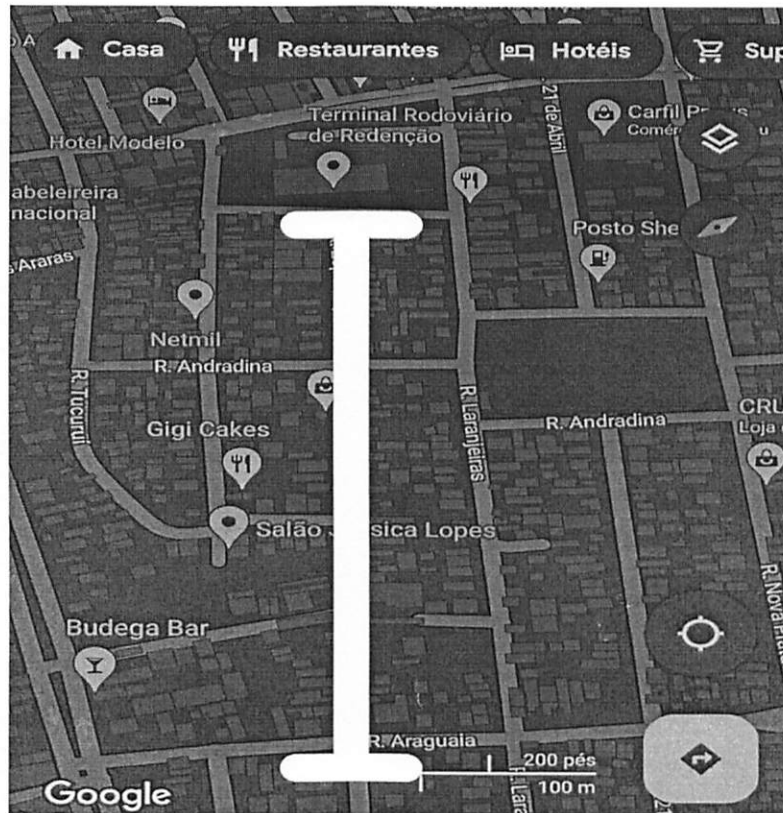 Casa
Restaurantes
Hotéis
Sup
Hotel Modelo
Terminal Rodoviário
de Redenção
21 de Abril
Carfil
abeleireira
nacional
s Araras
Posto She
Netmil
R. Andradina
R. Tucuruí
R. Laranjeiras
R. Andradina
Gigi Cakes
CRU
Loja
Salão
sica Lopes
Budega Bar
R. Araguaia
200 pés
100 m
Google